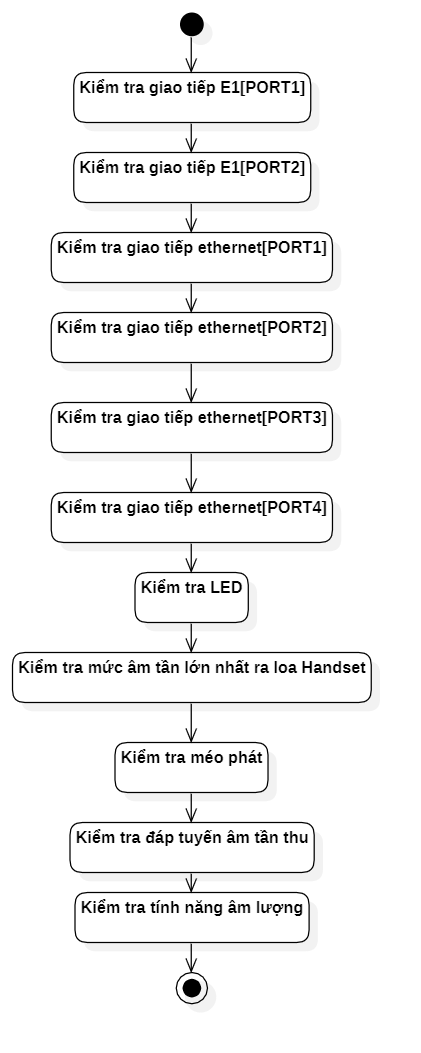 Kiểm tra giao tiếp E1[PORT1]
Kiểm tra giao tiếp E1[PORT2]
Kiểm tra giao tiếp ethernet[PORT1]
Kiểm tra giao tiếp ethernet[PORT2]
Kiểm tra giao tiếp ethernet[PORT3]
Kiểm tra giao tiếp ethernet[PORT4]
Kiểm tra LED
Kiểm tra mức âm tần lớn nhất ra loa Handset
Kiểm tra méo phát
Kiểm tra đáp tuyến âm tần thu
Kiểm tra tính năng âm lượng